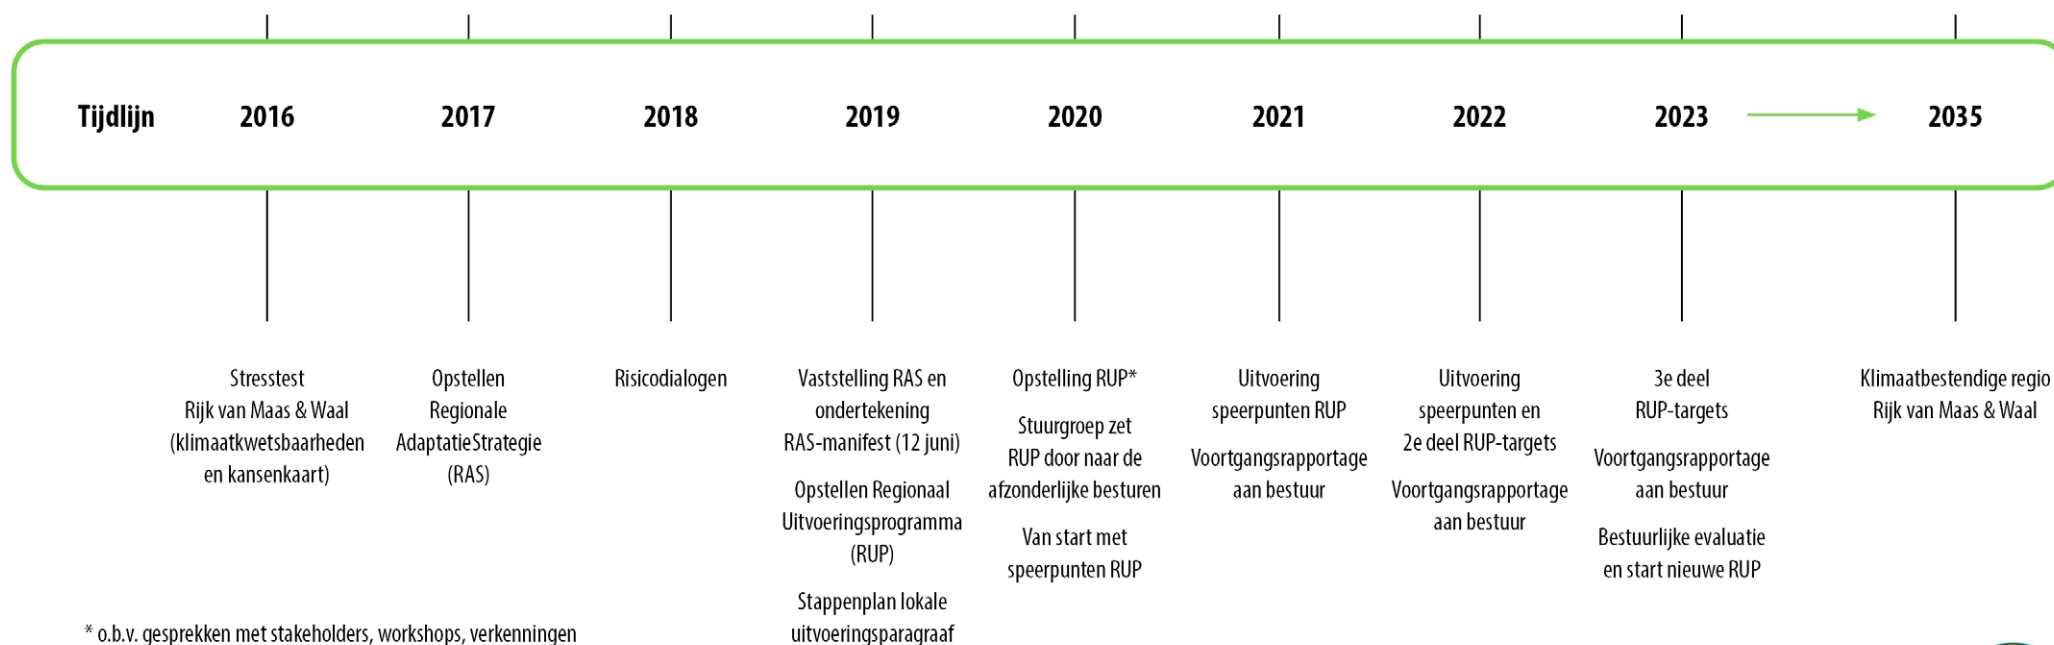 Tijdlijn 2016 2017 2018 2019 2020 2021 2022 2023 2035
Stresstest
Rijk van Maas & Waal
(klimaatkwetsbaarheden
en kansenkaart)
Opstellen
Regionale
AdaptatieStrategie
(RAS)
Risicodialogen
Vaststelling RAS en
ondertekening
RAS-manifest (12 juni)
Opstellen Regionaal
Uitvoeringsprogramma
(RUP)
Stappenplan lokale
uitvoeringsparagraaf
Opstelling RUP*
Stuurgroep zet
RUP door naar de
afzonderlijke besturen
Van start met
speerpunten RUP
Uitvoering
speerpunten RUP
Voortgangsrapportage
aan bestuur
Uitvoering
speerpunten en
2e deel RUP-targets
Voortgangsrapportage
aan bestuur
3e deel
RUP-targets
Voortgangsrapportage
aan bestuur
Bestuurlijke evaluatie
en start nieuwe RUP
Klimaatbestendige regio
Rijk van Maas & Waal
* o.b.v. gesprekken met stakeholders, workshops, verkenningen